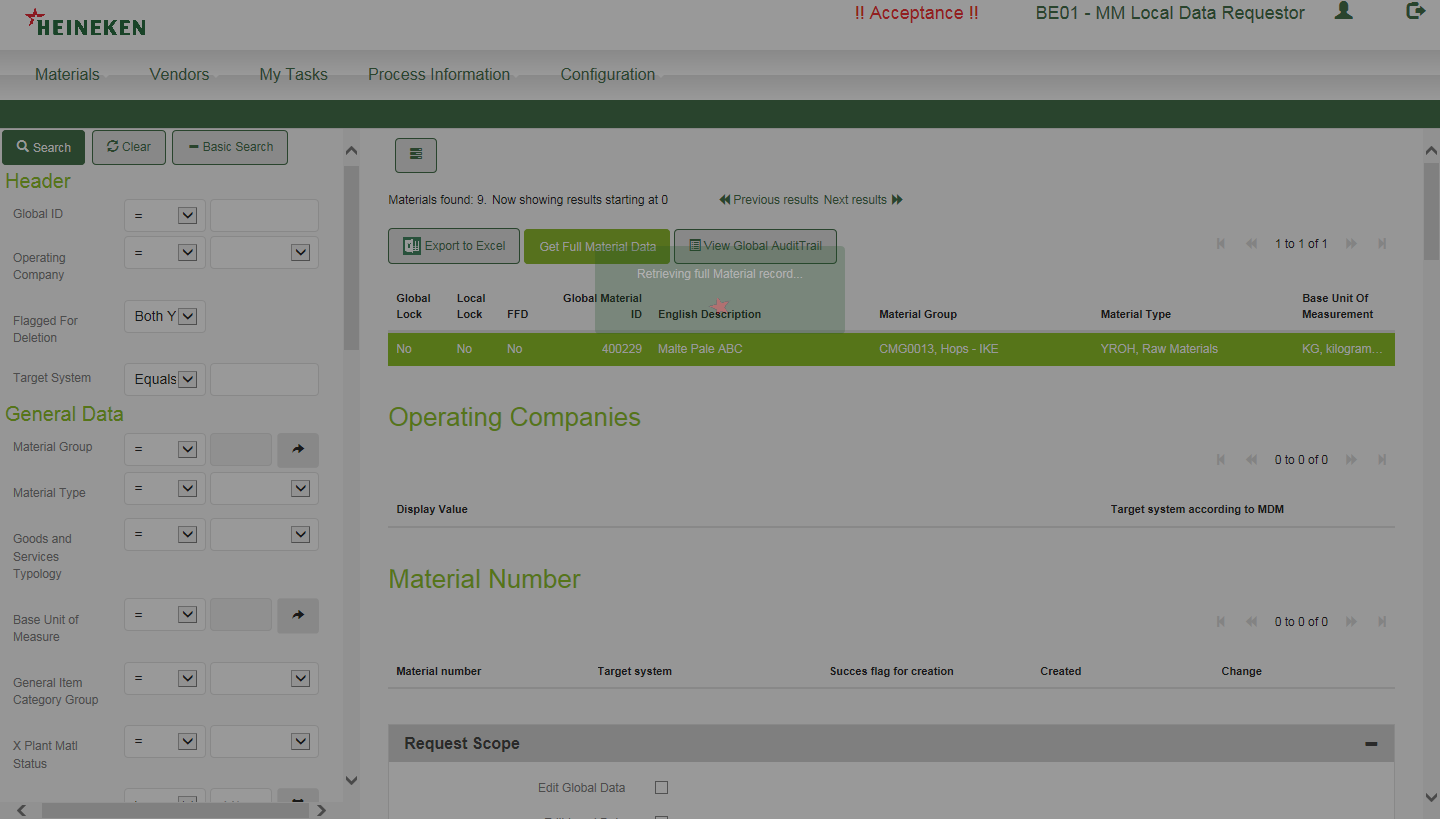 HEINEKEN
!! Acceptance !!
BE01 - MM Local Data Requestor
Materials Vendors My Tasks Process Information Configuration
Search Clear Basic Search
Header
Global ID =
Operating
Company
=
Flagged For
Deletion
Both Y
Target System Equals
General Data
Material Group =
Material Type =
Goods and
Services
Typology
=
Base Unit of
Measure
=
General Item
Category Group
=
X Plant Matl
Status
=
Materials found: 9. Now showing results starting at 0 Previous results Next results
Export to Excel Get Full Material Data View Global AuditTrail 1 to 1 of 1
Retrieving full Material record...
Global
Lock
Local
Lock
FFD
Global Material
ID
English Description
Material Group
Material Type
Base Unit Of
Measurement
No No No 400229 Malte Pale ABC CMG0013, Hops - IKE YROH, Raw Materials KG, kilogram...
Operating Companies
0 to 0 of 0
Display Value Target system according to MDM
Material Number
0 to 0 of 0
Material number Target system Succes flag for creation Created Change
Request Scope
Edit Global Data